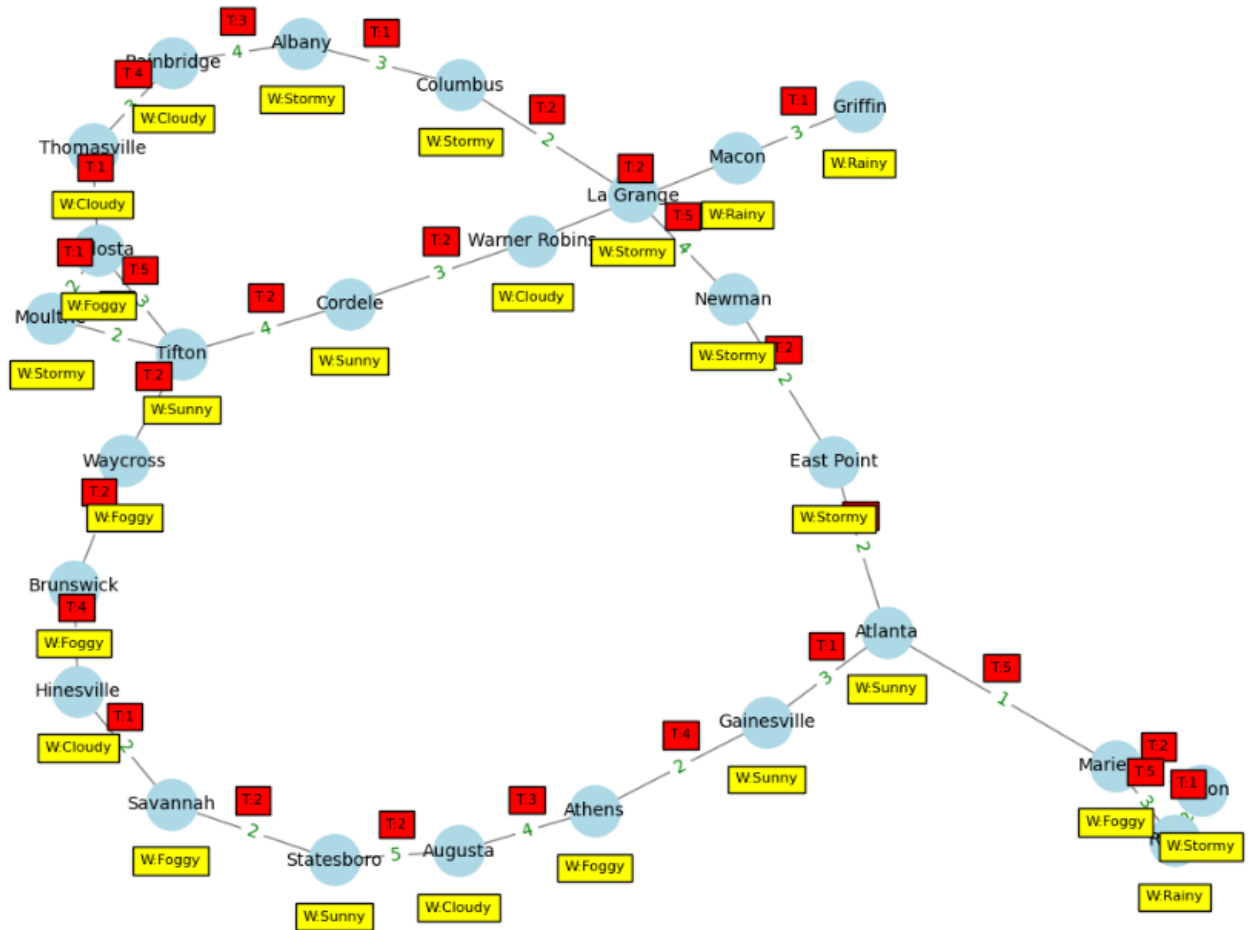 T:3
Albany
T:1
4
3
T:4
Columbus
T:2
W:Stormy
T:1
Griffin
W:Cloudy
2
3
Macon
W:Stormy
Thomasville
T:1
T:2
W:Rainy
La Grange
W:Cloudy
T:5
W:Rainy
T:1
T:2
Warner Robins
W:Stormy
4
T:5
3
2
W:Foggy
3
T:2
Cordele
W:Cloudy
Newman
2
4
Tifton
W:Sunny
W:Stormy
T:2
W:Stormy
T:2
2
W:Sunny
Waycross
East Point
T:2
W:Foggy
W:Stormy
2
Brunswick
T:4
W:Foggy
Atlanta
T:1
T:5
3
W:Sunny
Hinesville
1
T:1
Gainesville
W:Cloudy
2
T:4
2
W:Sunny
T:2
T:5
T:1
Savannah
T:2
T:3
Athens
3
2
T:2
4
W:Foggy
W:Foggy
Statesboro
5
Augusta
W:Foggy
W:Stormy
W:Sunny
W:Cloudy
W:Rainy